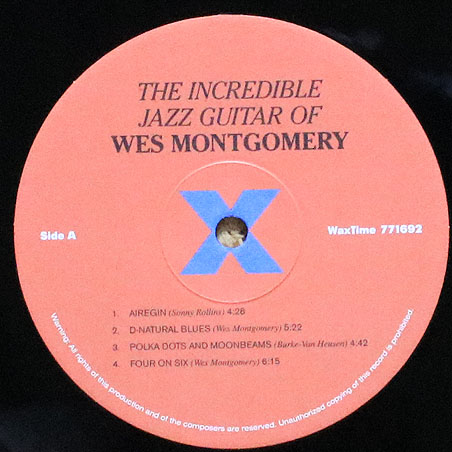 THE INCREDIBLE
JAZZ GUITAR OF
WES MONTGOMERY
X
Side A
WaxTime 771692
1. AIREGIN (Sonny Rollins) 4:26
2. D-NATURAL BLUES (Wes Montgomery) 5:22
3. POLKA DOTS AND MOONBEAMS (Burke-Van Heusen) 4:42
4. FOUR ON SIX (Wes Montgomery) 6:15
Warning: All rights of this production and of the composers are reserved. Unauthorized copying of this record is prohibited.